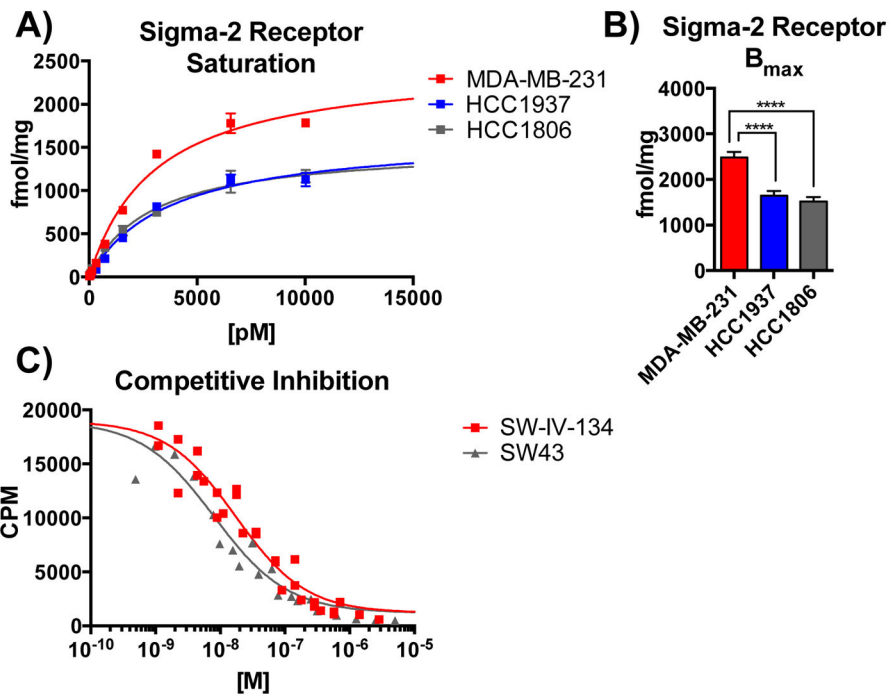 A)
Sigma-2 Receptor
Saturation
fmol/mg
2500
2000
1500
1000
500
0
0
5000
10000
15000
[pM]
MDA-MB-231
HCC1937
HCC1806
B)
Sigma-2 Receptor
Bmax
fmol/mg
4000
3000
2000
1000
0
****
****
MDA-MB-231
HCC1937
HCC1806
C)
Competitive Inhibition
CPM
20000
15000
10000
5000
0
10-10
10-9
10-8
10-7
10-6
10-5
[M]
SW-IV-134
SW43